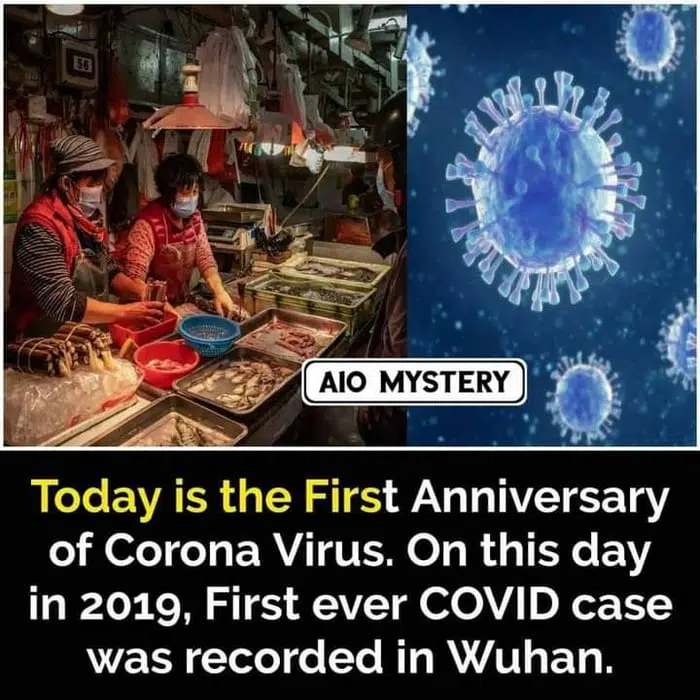 56
AIO MYSTERY
Today is the First Anniversary
of Corona Virus. On this day
in 2019, First ever COVID case
was recorded in Wuhan.